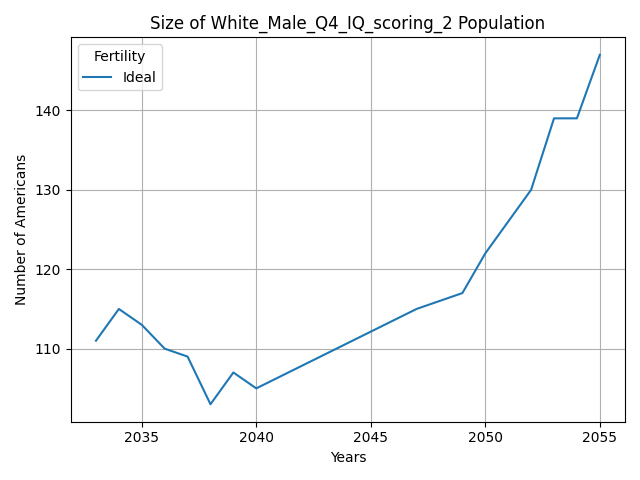 Size of White_Male_Q4_IQ_scoring_2 Population
Fertility
Ideal
Number of Americans
140
130
120
110
2035 2040 2045 2050 2055
Years